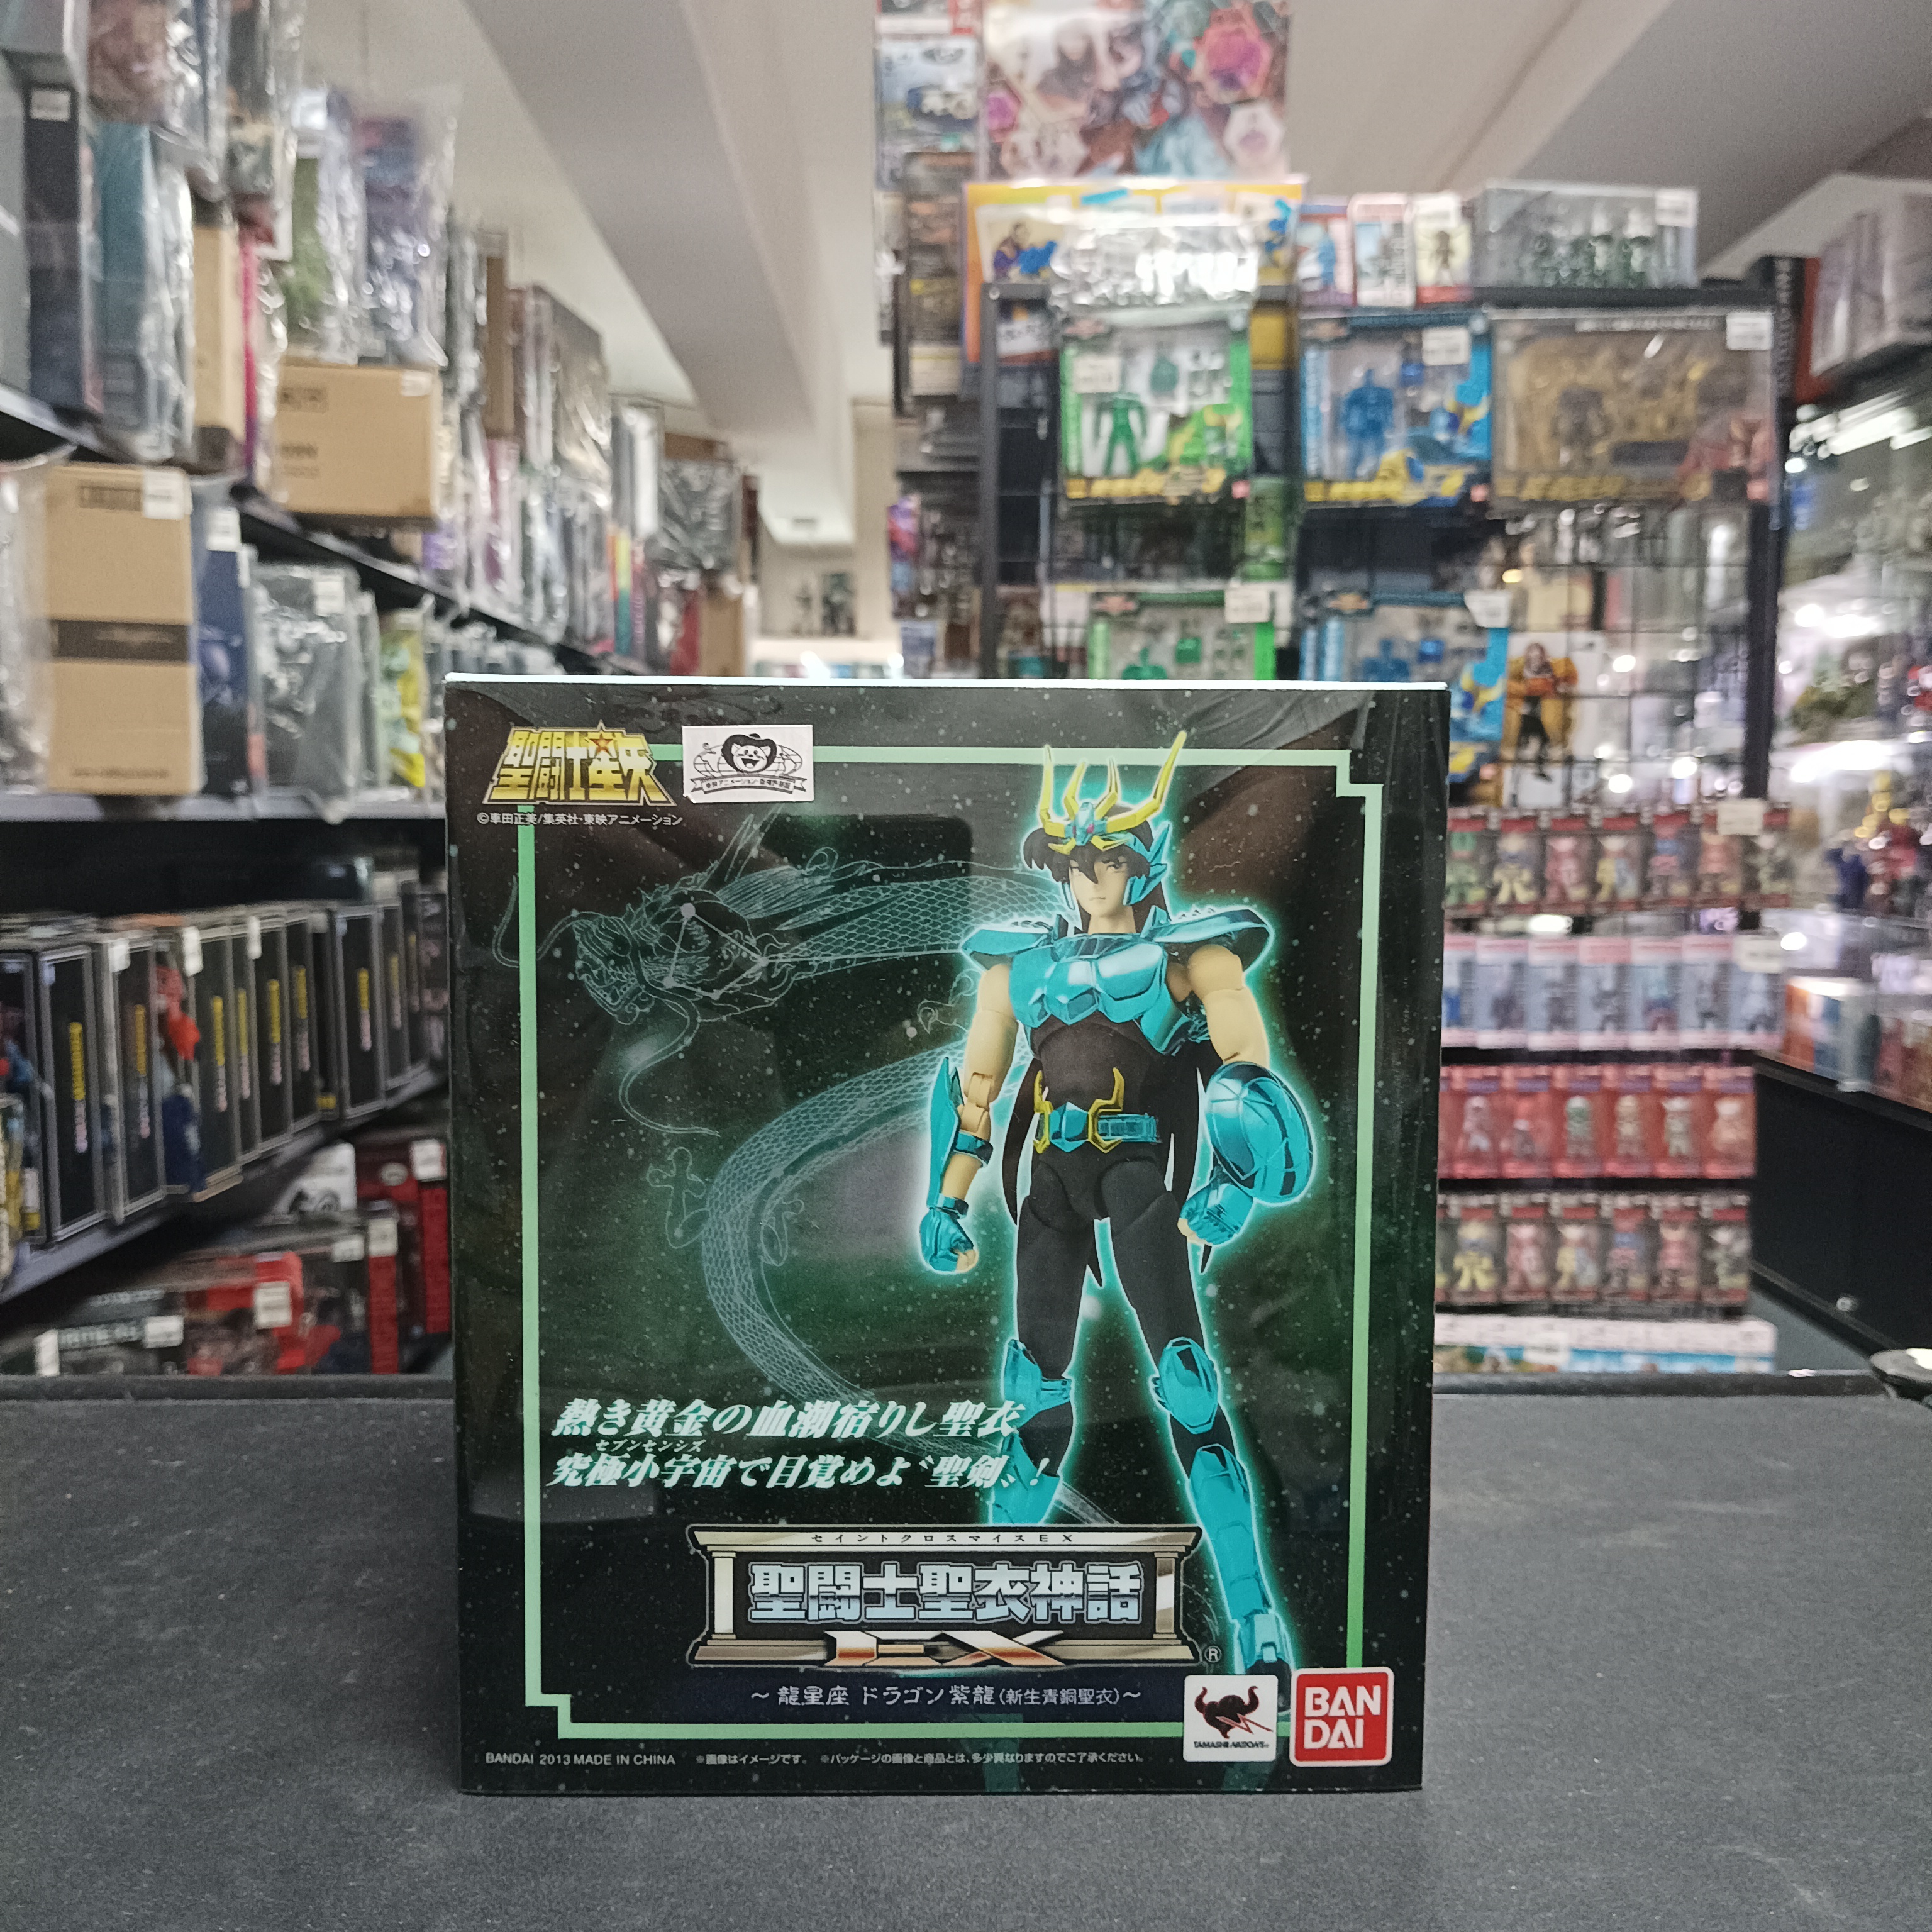 聖闘士星矢
©車田正美/集英社・東映アニメーション
熱き黄金の血潮宿りし聖衣
セブンセンシズ
究極小宇宙で目覚めよ〝聖剣〟!
セイントクロスマイスEX
聖闘士聖衣神話
EX
®
～龍星座 ドラゴン紫龍(新生青銅聖衣)～
TAMASHII NATIONS
BAN
DAI
BANDAI 2013 MADE IN CHINA ※画像はイメージです。 ※パッケージの画像と商品とは、多少異なりますのでご了承ください。